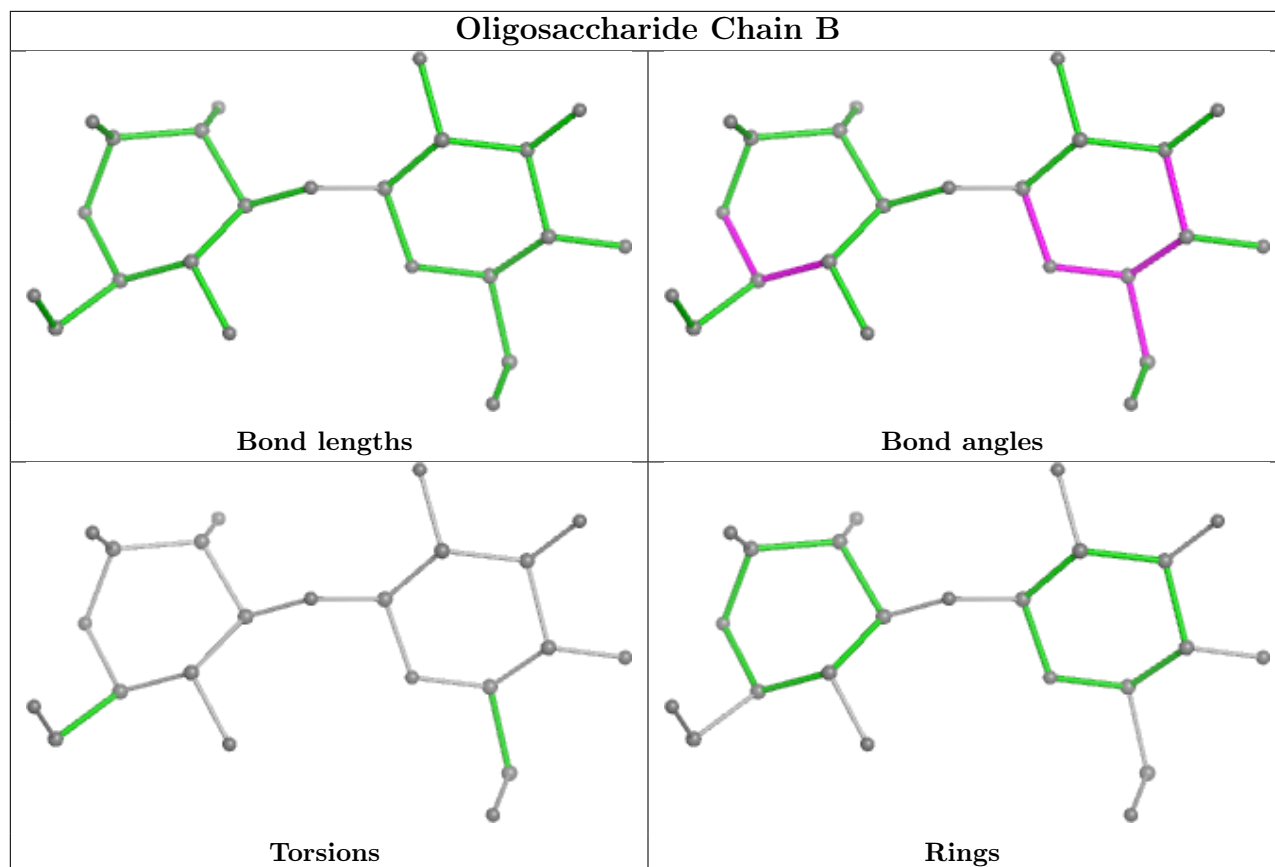 Oligosaccharide Chain B
Bond lengths
Bond angles
Torsions
Rings